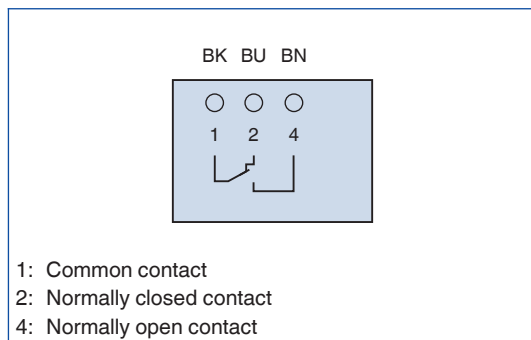 BK BU BN
1 2 4
1: Common contact
2: Normally closed contact
4: Normally open contact